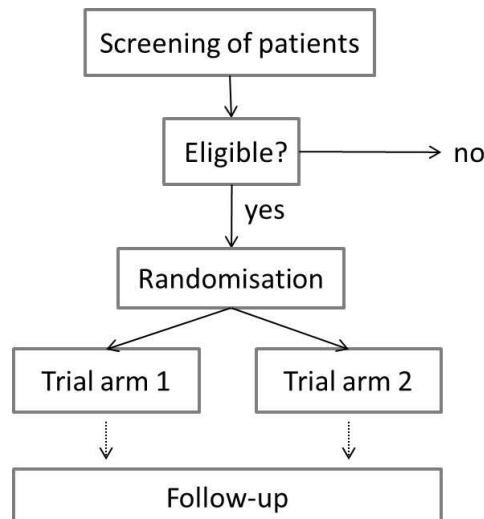 Screening of patients
Eligible?
no
yes
Randomisation
Trial arm 1
Trial arm 2
Follow-up